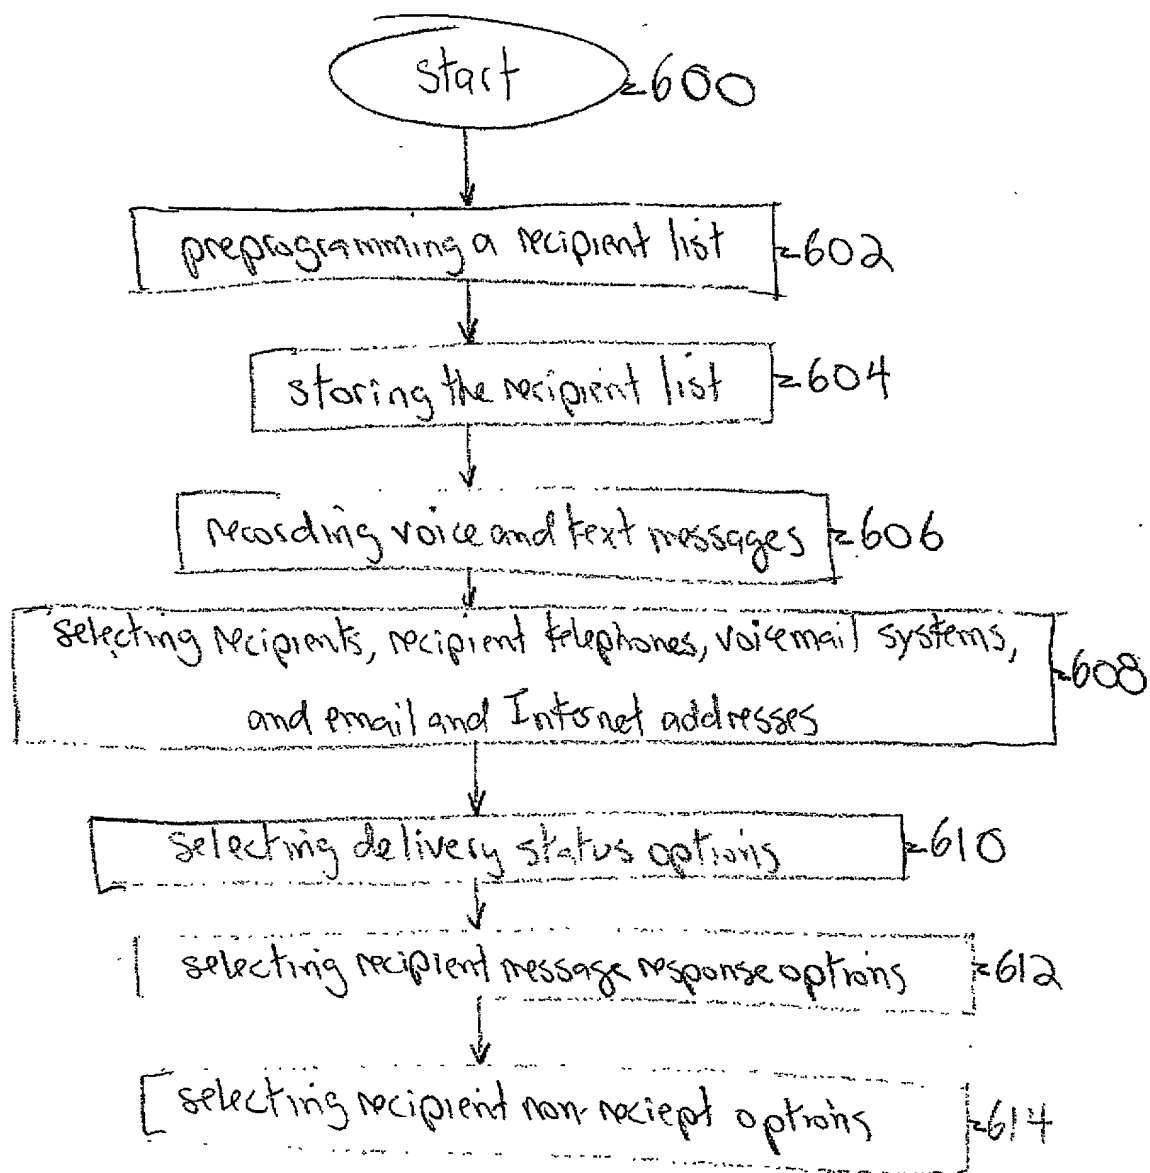 start 600
preprogramming a recipient list 602
storing the recipient list 604
recording voice and text messages 606
selecting recipients, recipient telephones, voicemail systems,
and email and Internet addresses 608
selecting delivery status options 610
selecting recipient message response options 612
selecting recipient non-reciept options 614